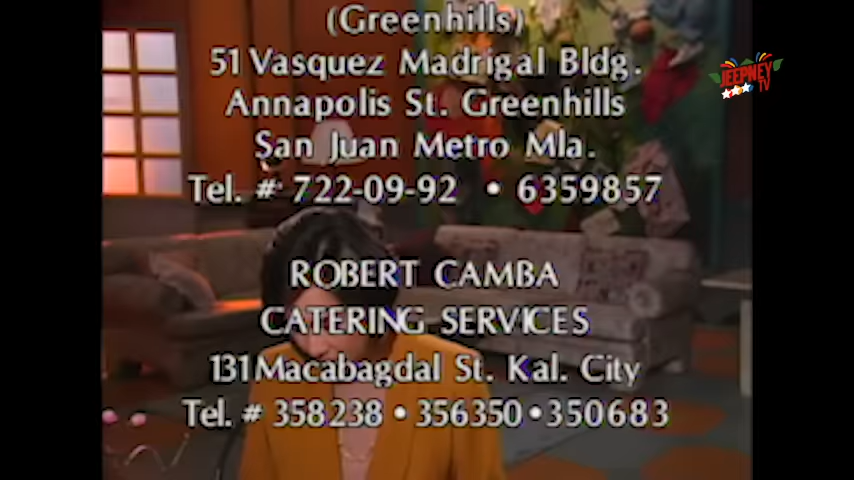 (Greenhills)
51 Vasquez Madrigal Bldg.
Annapolis St. Greenhills
San Juan Metro Mla.
Tel. # 722-09-92 • 6359857
JEEPNEY
TV
ROBERT CAMBA
CATERING SERVICES
131 Macabagdal St. Kal. City
Tel. # 358238 • 356350 • 350683